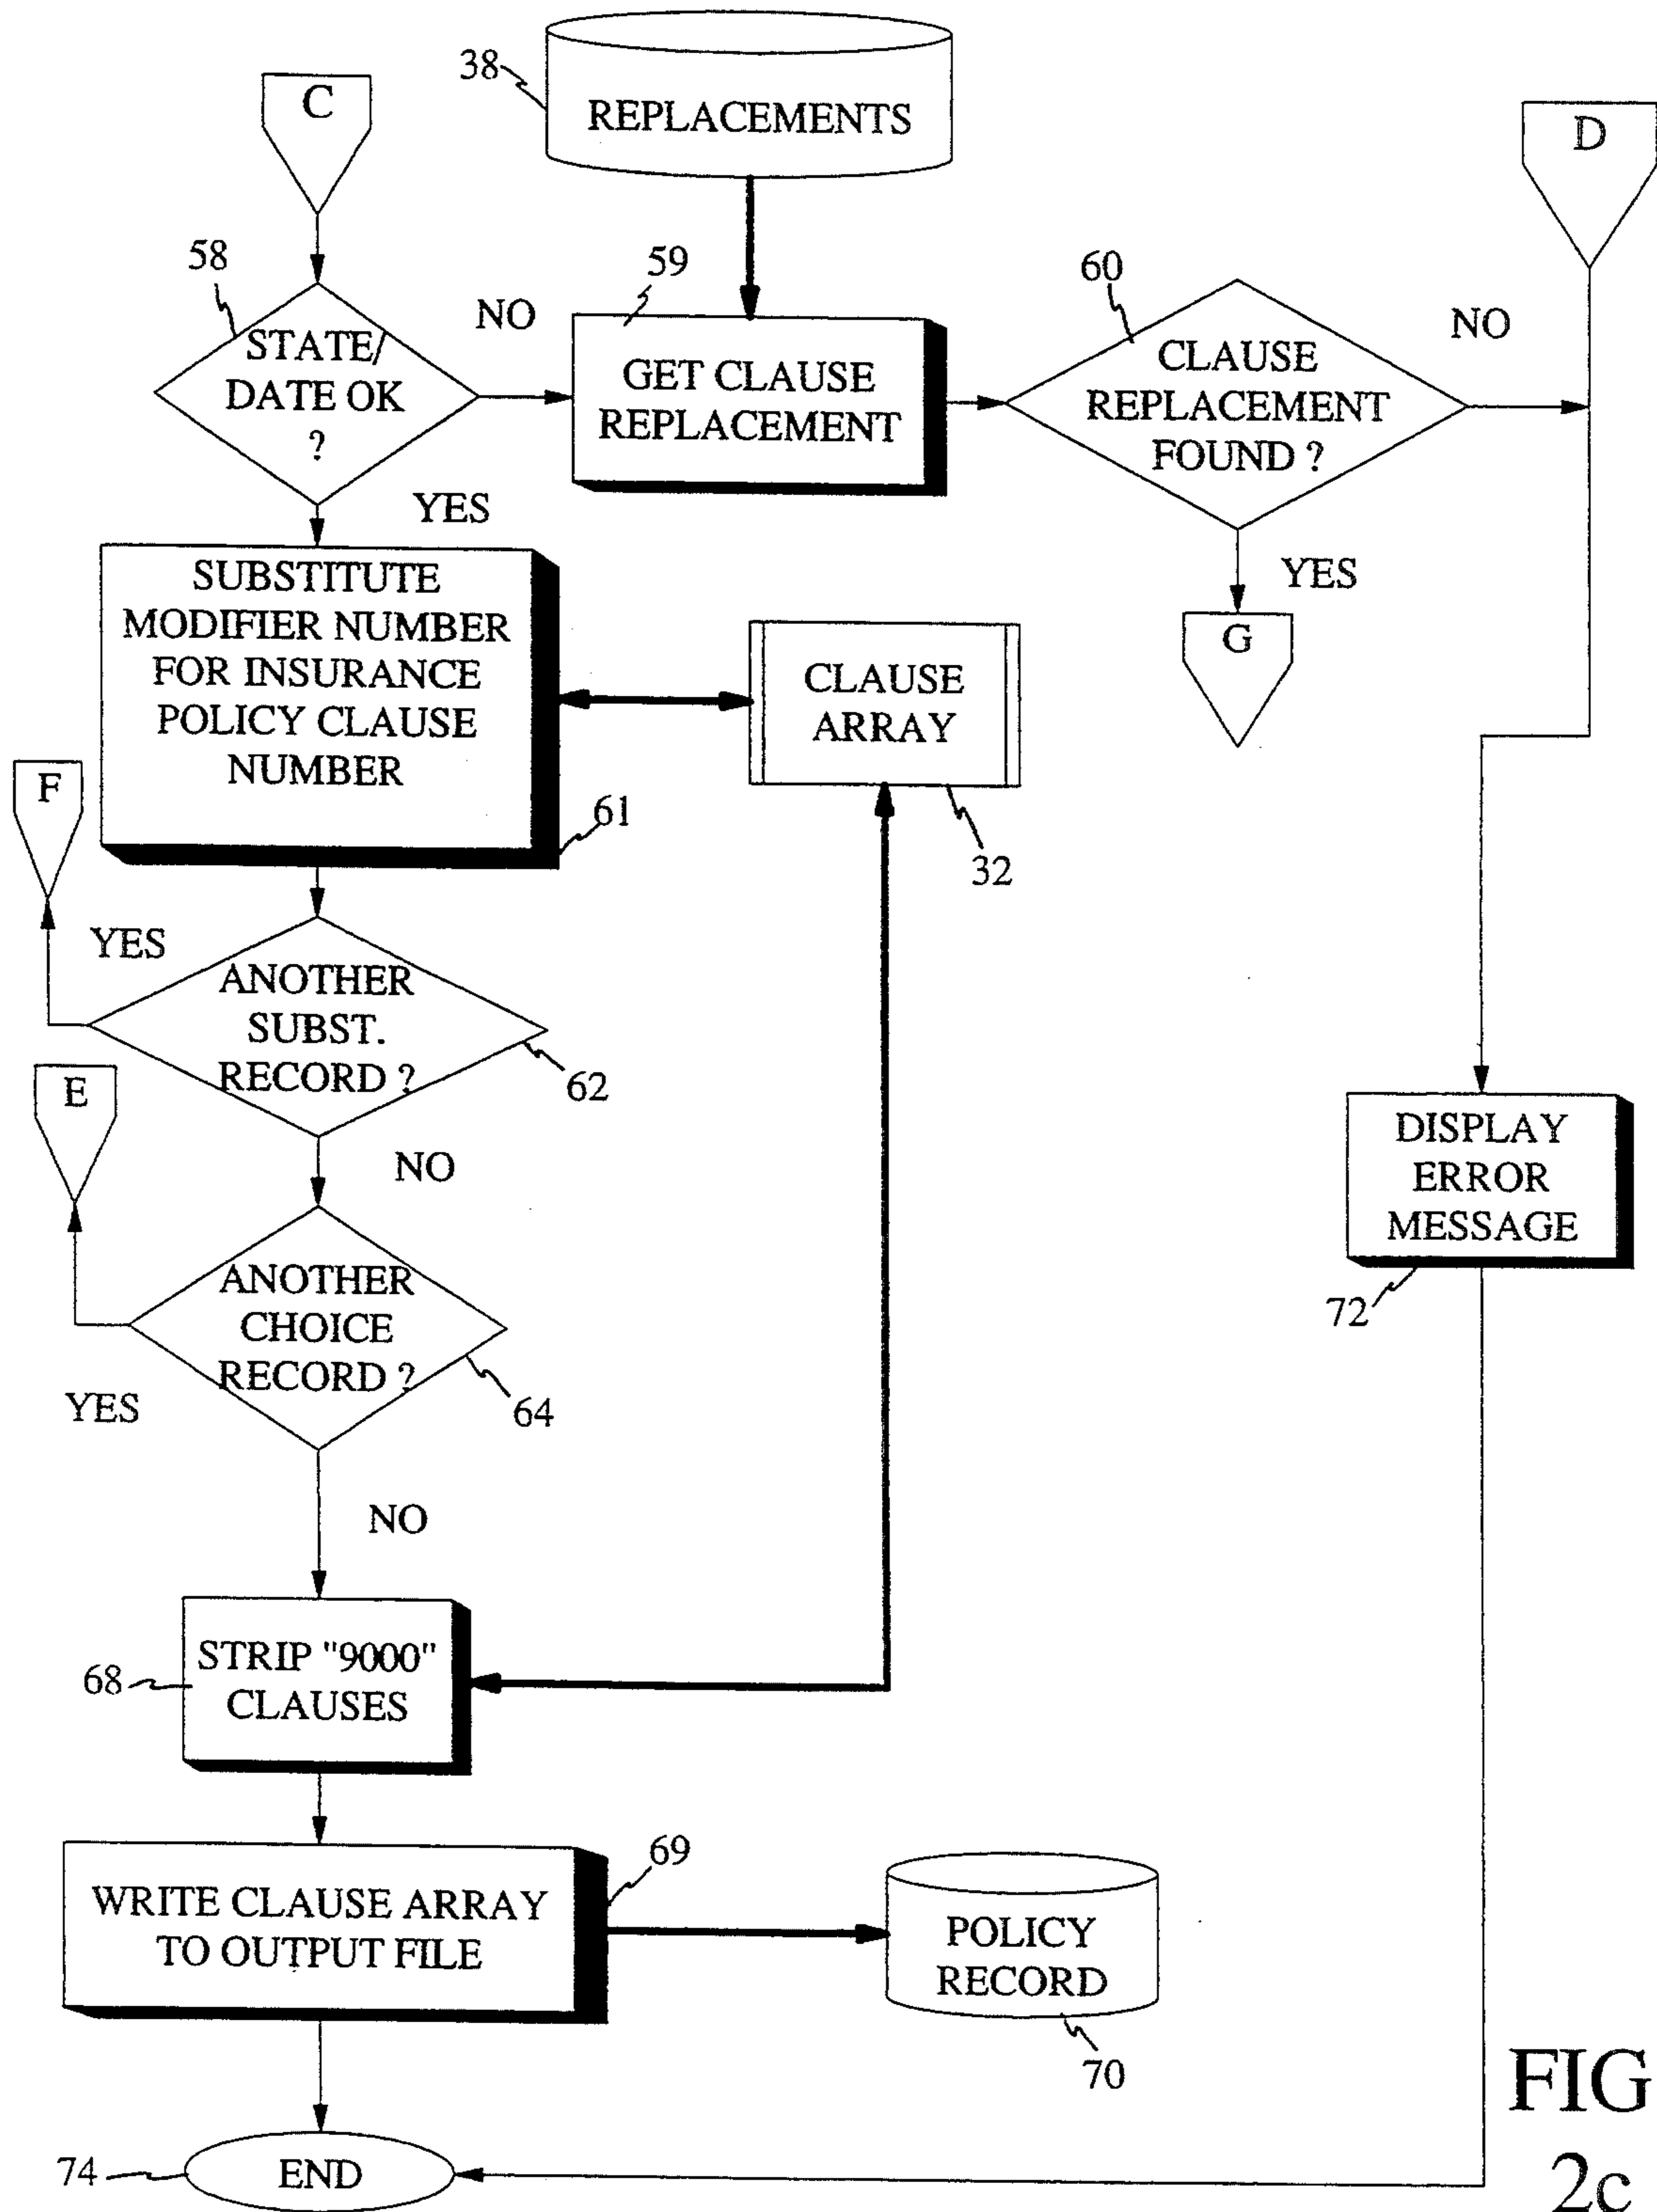 C
38
REPLACEMENTS
D
58
STATE/
DATE OK
?
NO
59
GET CLAUSE
REPLACEMENT
60
CLAUSE
REPLACEMENT
FOUND ?
NO
YES
YES
G
SUBSTITUTE
MODIFIER NUMBER
FOR INSURANCE
POLICY CLAUSE
NUMBER
61
CLAUSE
ARRAY
32
F
YES
ANOTHER
SUBST.
RECORD ?
62
E
NO
ANOTHER
CHOICE
RECORD ?
YES
64
DISPLAY
ERROR
MESSAGE
72
NO
STRIP "9000"
CLAUSES
68
WRITE CLAUSE ARRAY
TO OUTPUT FILE
69
POLICY
RECORD
70
74
END
FIG
2c